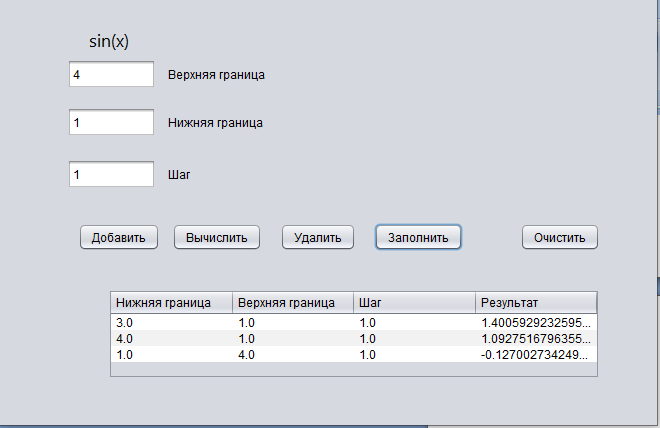 sin(x)
4 Верхняя граница
1 Нижняя граница
1 Шаг
Добавить Вычислить Удалить Заполнить Очистить
Нижняя граница Верхняя граница Шаг Результат
3.0 1.0 1.0 1.4005929232595...
4.0 1.0 1.0 1.0927516796355...
1.0 4.0 1.0 -0.127002734249...